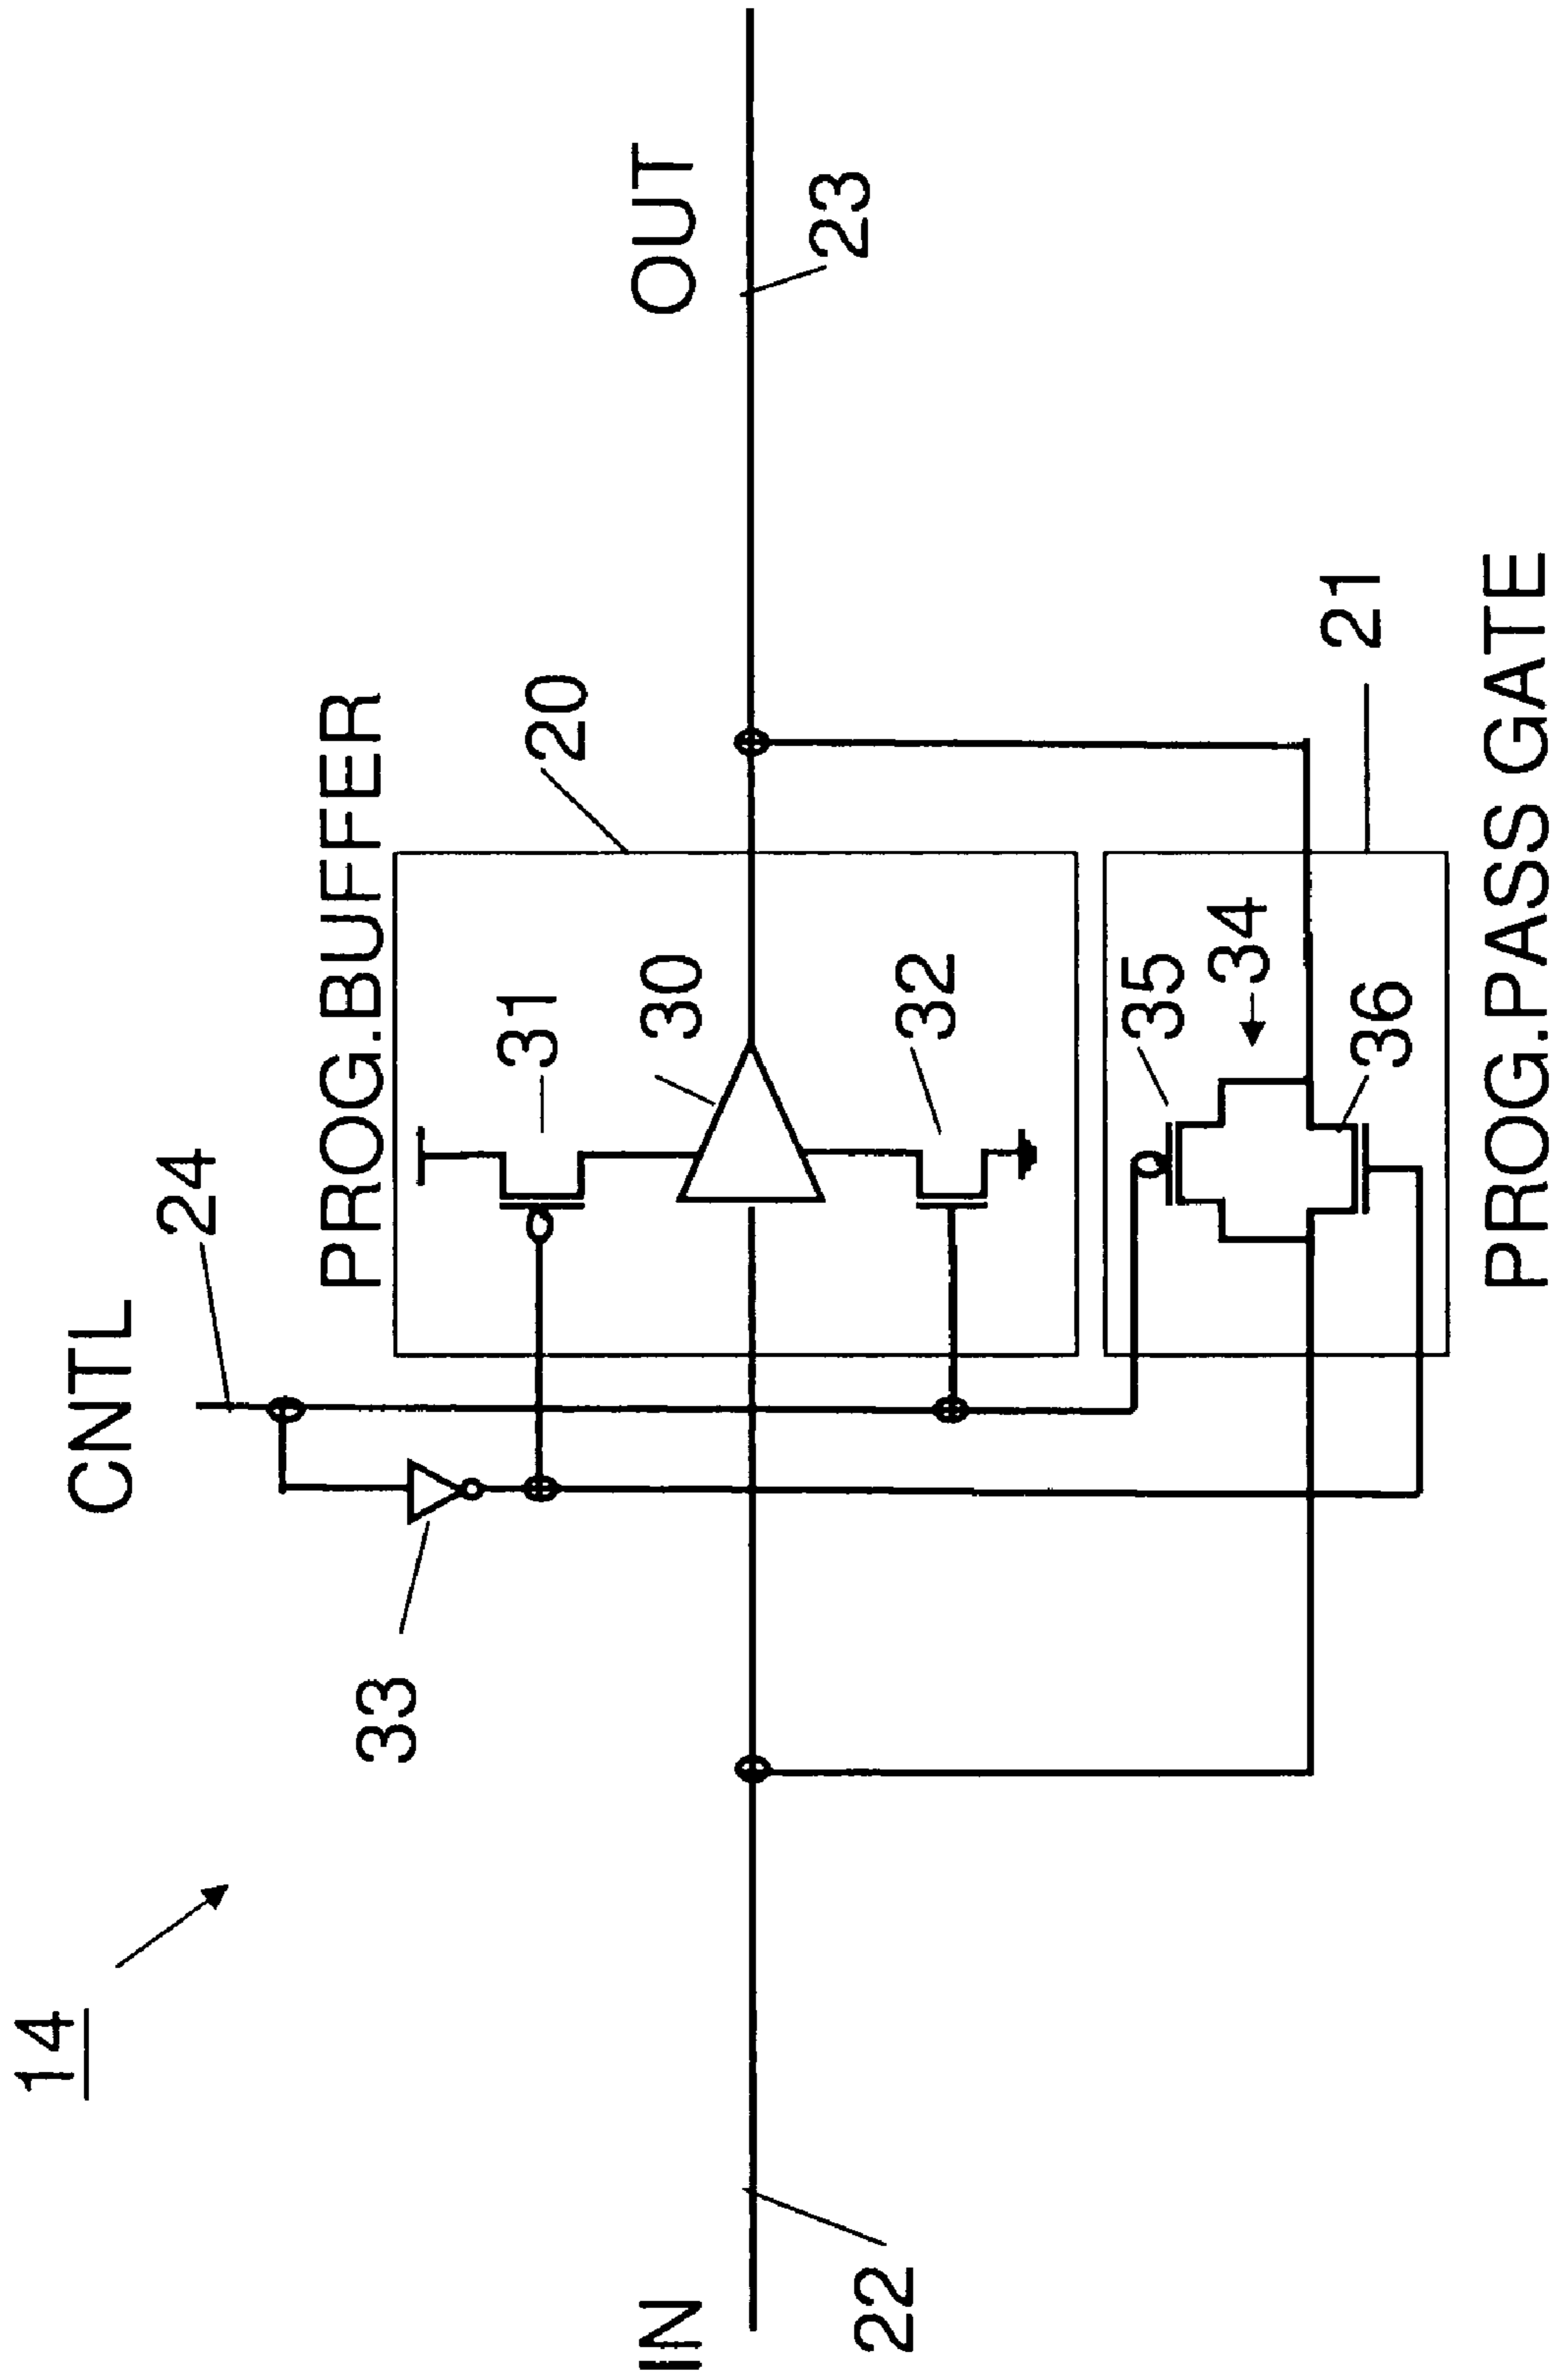 14
CNTL
24
33
PROG.BUFFER
20
31
30
32
IN
22
OUT
23
35
34
36
21
PROG.PASS GATE